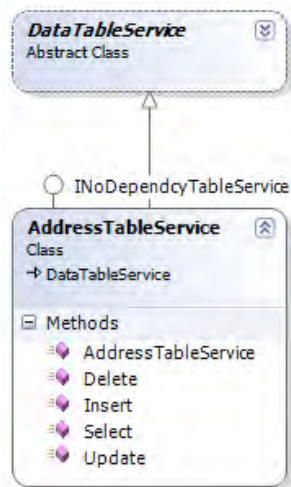 DataTableService
Abstract Class
INoDependcyTableService
AddressTableService
Class
DataTableService
Methods
AddressTableService
Delete
Insert
Select
Update